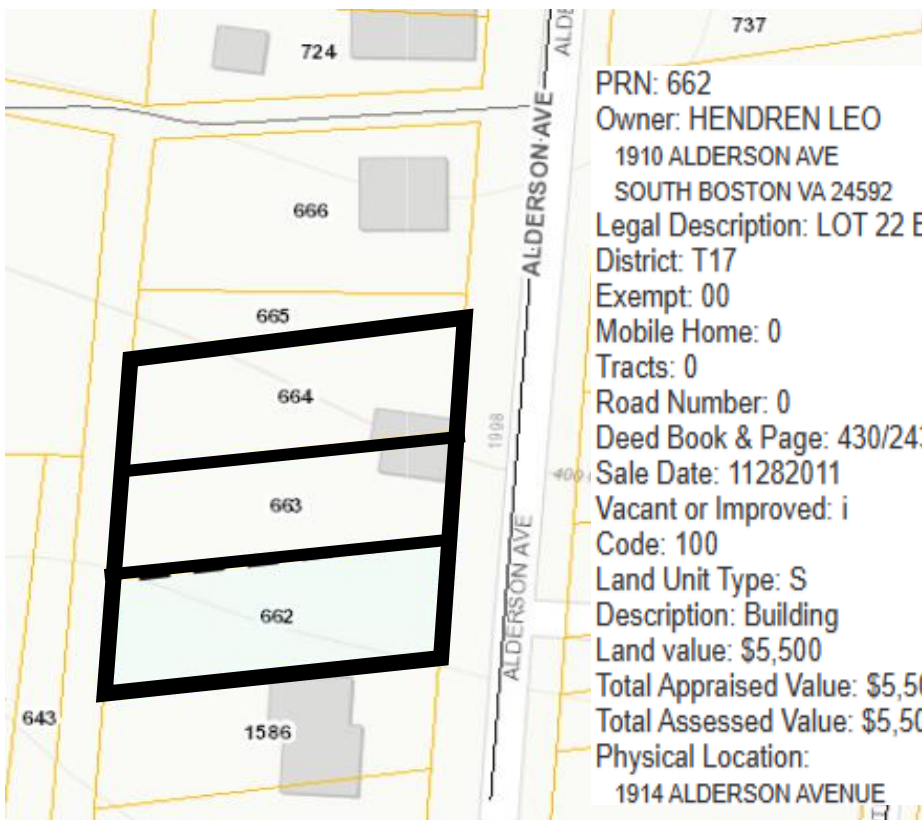 724
737
ALDERSON AVE
666
665
664
663
662
1998
400
ALDERSON AVE
643
1586
PRN: 662
Owner: HENDREN LEO
1910 ALDERSON AVE
SOUTH BOSTON VA 24592
Legal Description: LOT 22
District: T17
Exempt: 00
Mobile Home: 0
Tracts: 0
Road Number: 0
Deed Book & Page: 430/243
Sale Date: 11282011
Vacant or Improved: i
Code: 100
Land Unit Type: S
Description: Building
Land value: $5,500
Total Appraised Value: $5,50
Total Assessed Value: $5,50
Physical Location:
1914 ALDERSON AVENUE